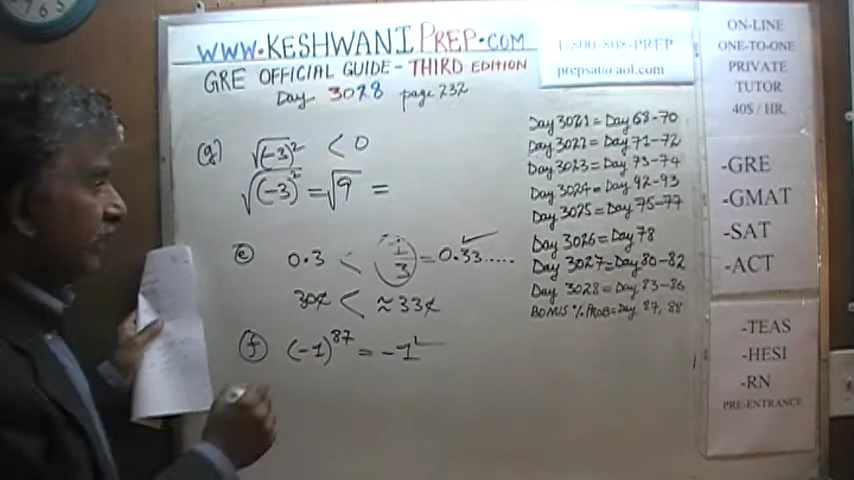 WWW.KESHWANIPREP.COM
GRE OFFICIAL GUIDE - THIRD EDITION
Day 3028 page 232
1-800-808-PREP
prepsat@aol.com
(g) √(-3)² < 0
√(-3)² = √9 =
(e) 0.3 < 1/3 = 0.33.....
30¢ < ≈ 33¢
(f) (-1)⁸⁷ = -1
Day 3021 = Day 68-70
Day 3022 = Day 71-72
Day 3023 = Day 73-74
Day 3024 = Day 92-93
Day 3025 = Day 75-77
Day 3026 = Day 78
Day 3027 = Day 80-82
Day 3028 = Day 83-86
BONUS % PROB = Day 87, 88
ON-LINE
ONE-TO-ONE
PRIVATE
TUTOR
40$ / HR.
-GRE
-GMAT
-SAT
-ACT
-TEAS
-HESI
-RN
PRE-ENTRANCE